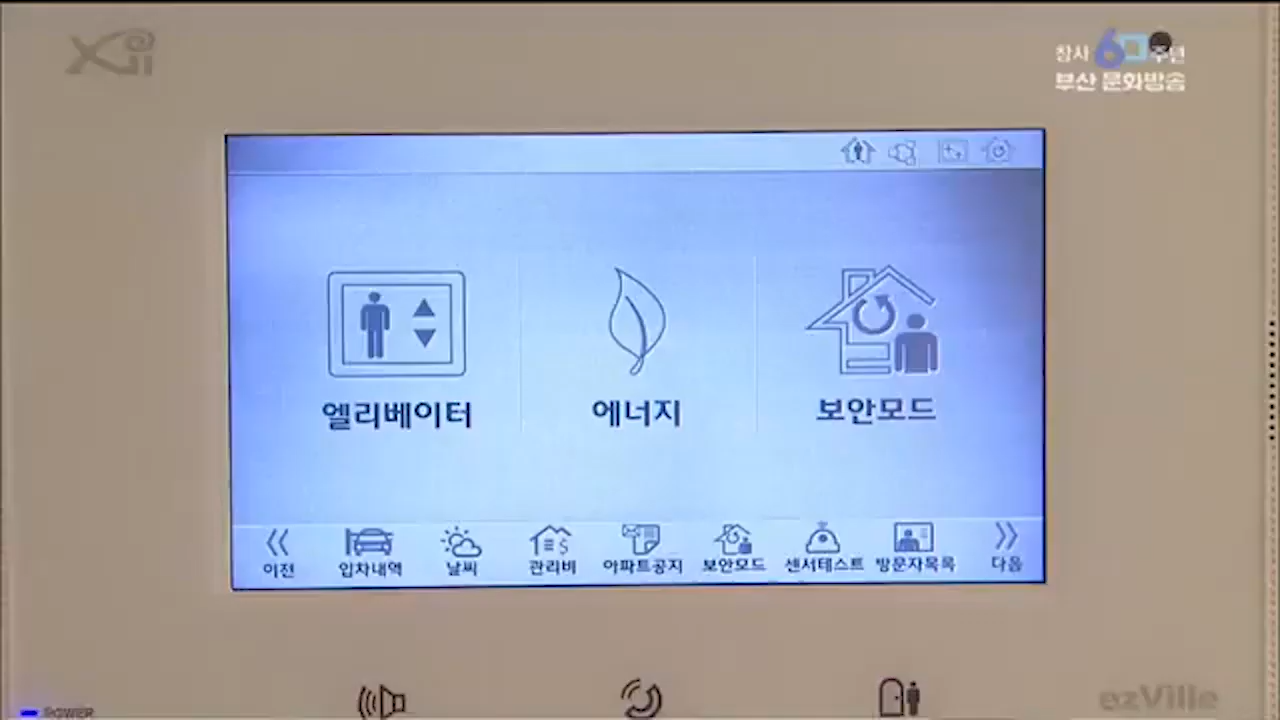 Xii
창사 60주년
부산 문화방송
엘리베이터
에너지
보안모드
이전
입차내역
날씨
관리비
아파트공지
보안모드
센서테스트
방문자목록
다음
POWER
ezVille